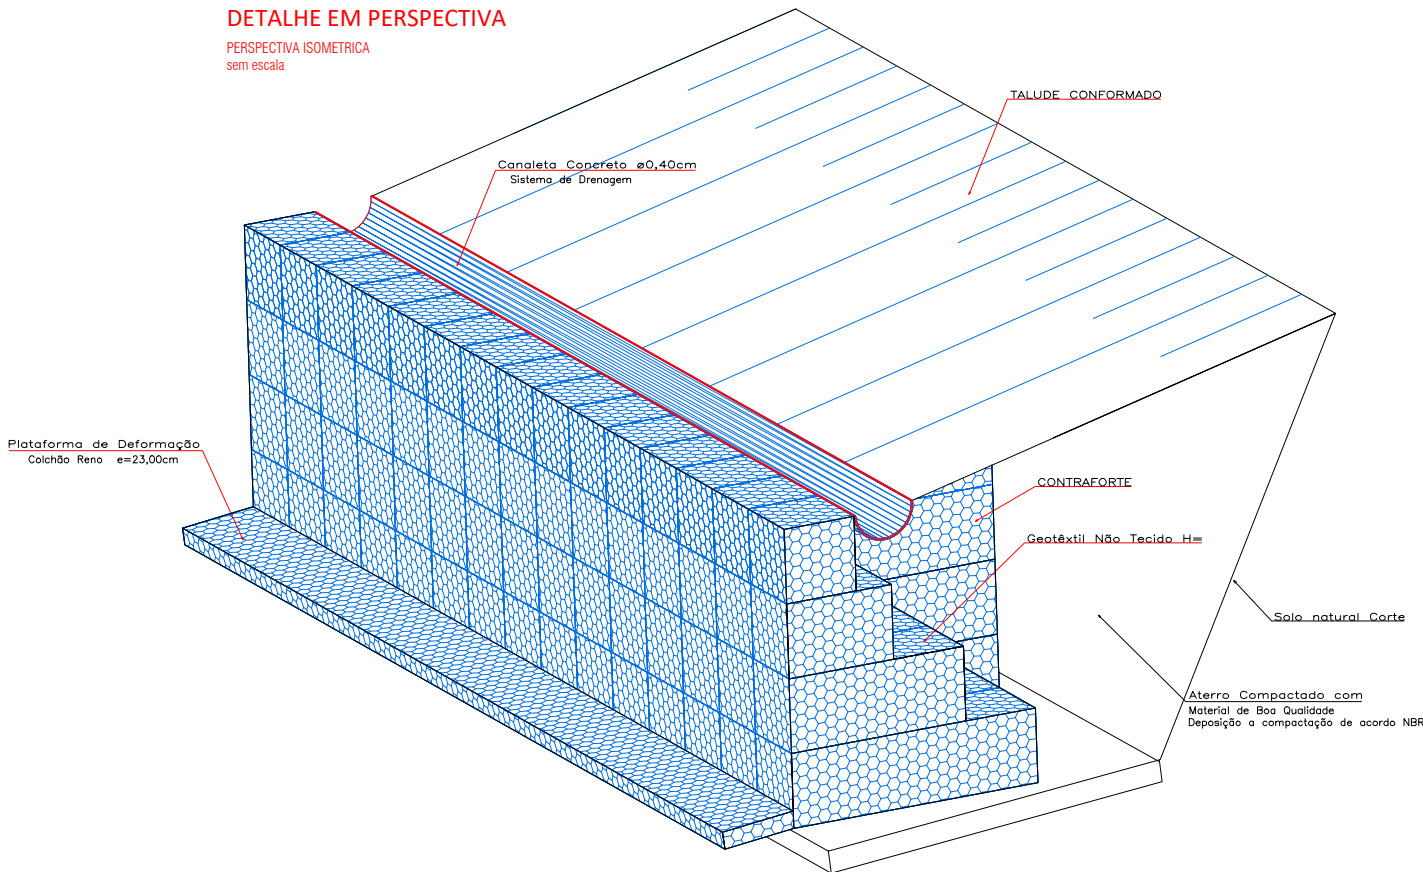 DETALHE EM PERSPECTIVA
PERSPECTIVA ISOMETRICA
sem escala
TALUDE CONFORMADO
Canaleta Concreto ø0,40cm
Sistema de Drenagem
Plataforma de Deformação
Colchão Reno e=23,00cm
CONTRAFORTE
Geotêxtil Não Tecido H=
Solo natural Corte
Aterro Compactado com
Material de Boa Qualidade
Deposição a compactação de acordo NBR